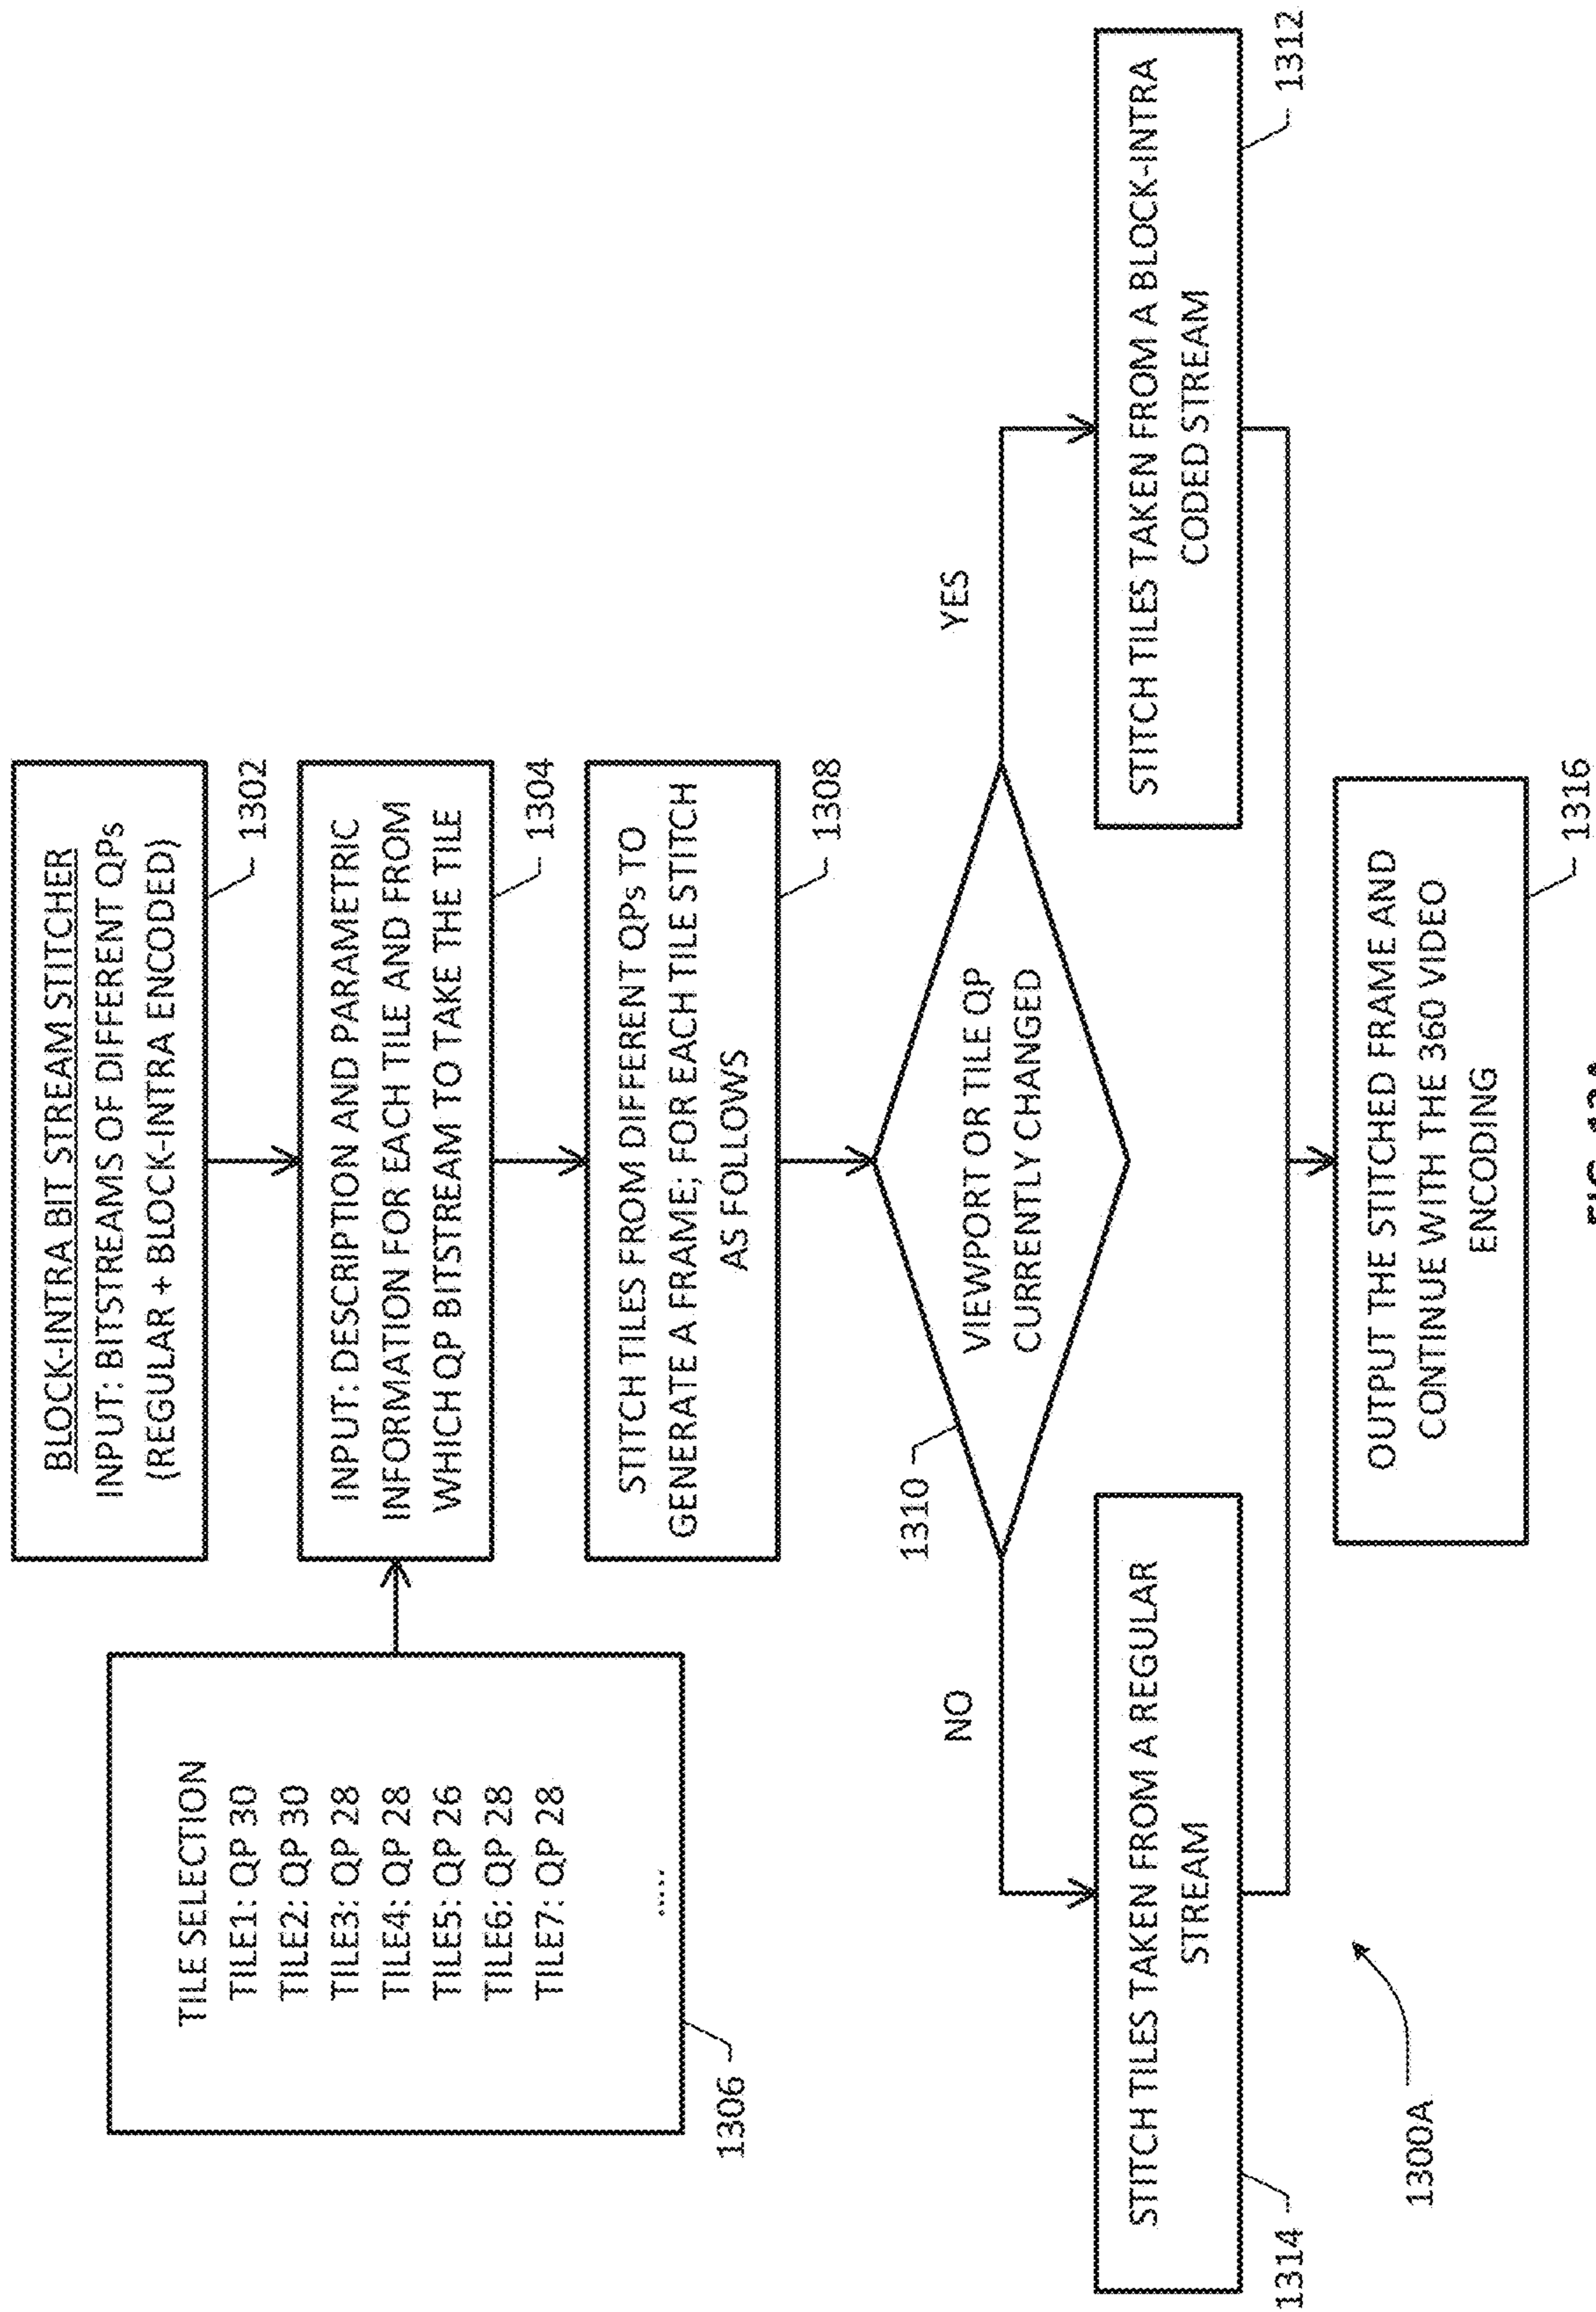 BLOCK-INTRA BIT STREAM STITCHER
INPUT: BITSTREAMS OF DIFFERENT QPs
(REGULAR + BLOCK-INTRA ENCODED)
1302
TILE SELECTION
TILE1: QP 30
TILE2: QP 30
TILE3: QP 28
TILE4: QP 28
TILE5: QP 26
TILE6: QP 28
TILE7: QP 28
.....
1306
INPUT: DESCRIPTION AND PARAMETRIC
INFORMATION FOR EACH TILE AND FROM
WHICH QP BITSTREAM TO TAKE THE TILE
1304
STITCH TILES FROM DIFFERENT QPs TO
GENERATE A FRAME; FOR EACH TILE STITCH
AS FOLLOWS
1308
1310
VIEWPORT OR TILE QP
CURRENTLY CHANGED
NO
YES
STITCH TILES TAKEN FROM A REGULAR
STREAM
1314
STITCH TILES TAKEN FROM A BLOCK-INTRA
CODED STREAM
1312
OUTPUT THE STITCHED FRAME AND
CONTINUE WITH THE 360 VIDEO
ENCODING
1316
1300A